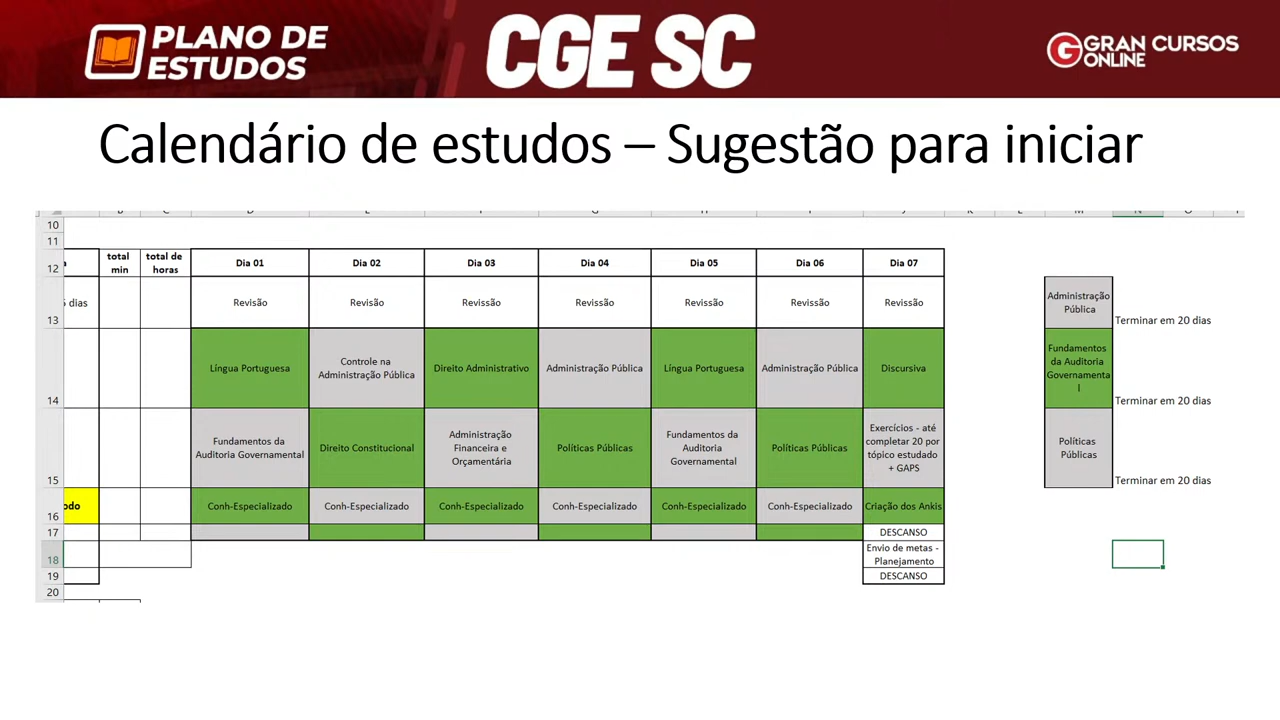 PLANO DE
ESTUDOS
CGE SC
GRAN CURSOS
ONLINE
Calendário de estudos – Sugestão para iniciar
10
11
12
total
min
total de
horas
Dia 01
Dia 02
Dia 03
Dia 04
Dia 05
Dia 06
Dia 07
13
dias
Revisão
Revisão
Revissão
Revissão
Revissão
Revissão
Revissão
14
Língua Portuguesa
Controle na
Administração Pública
Direito Administrativo
Administração Pública
Língua Portuguesa
Administração Pública
Discursiva
15
Fundamentos da
Auditoria Governamental
Direito Constitucional
Administração
Financeira e
Orçamentária
Políticas Públicas
Fundamentos da
Auditoria
Governamental
Políticas Públicas
Exercícios - até
completar 20 por
tópico estudado
+ GAPS
16
odo
Conh-Especializado
Conh-Especializado
Conh-Especializado
Conh-Especializado
Conh-Especializado
Conh-Especializado
Criação dos Ankis
17
DESCANSO
18
Envio de metas -
Planejamento
19
DESCANSO
20
Administração
Pública
Terminar em 20 dias
Fundamentos
da Auditoria
Governamenta
l
Terminar em 20 dias
Políticas
Públicas
Terminar em 20 dias